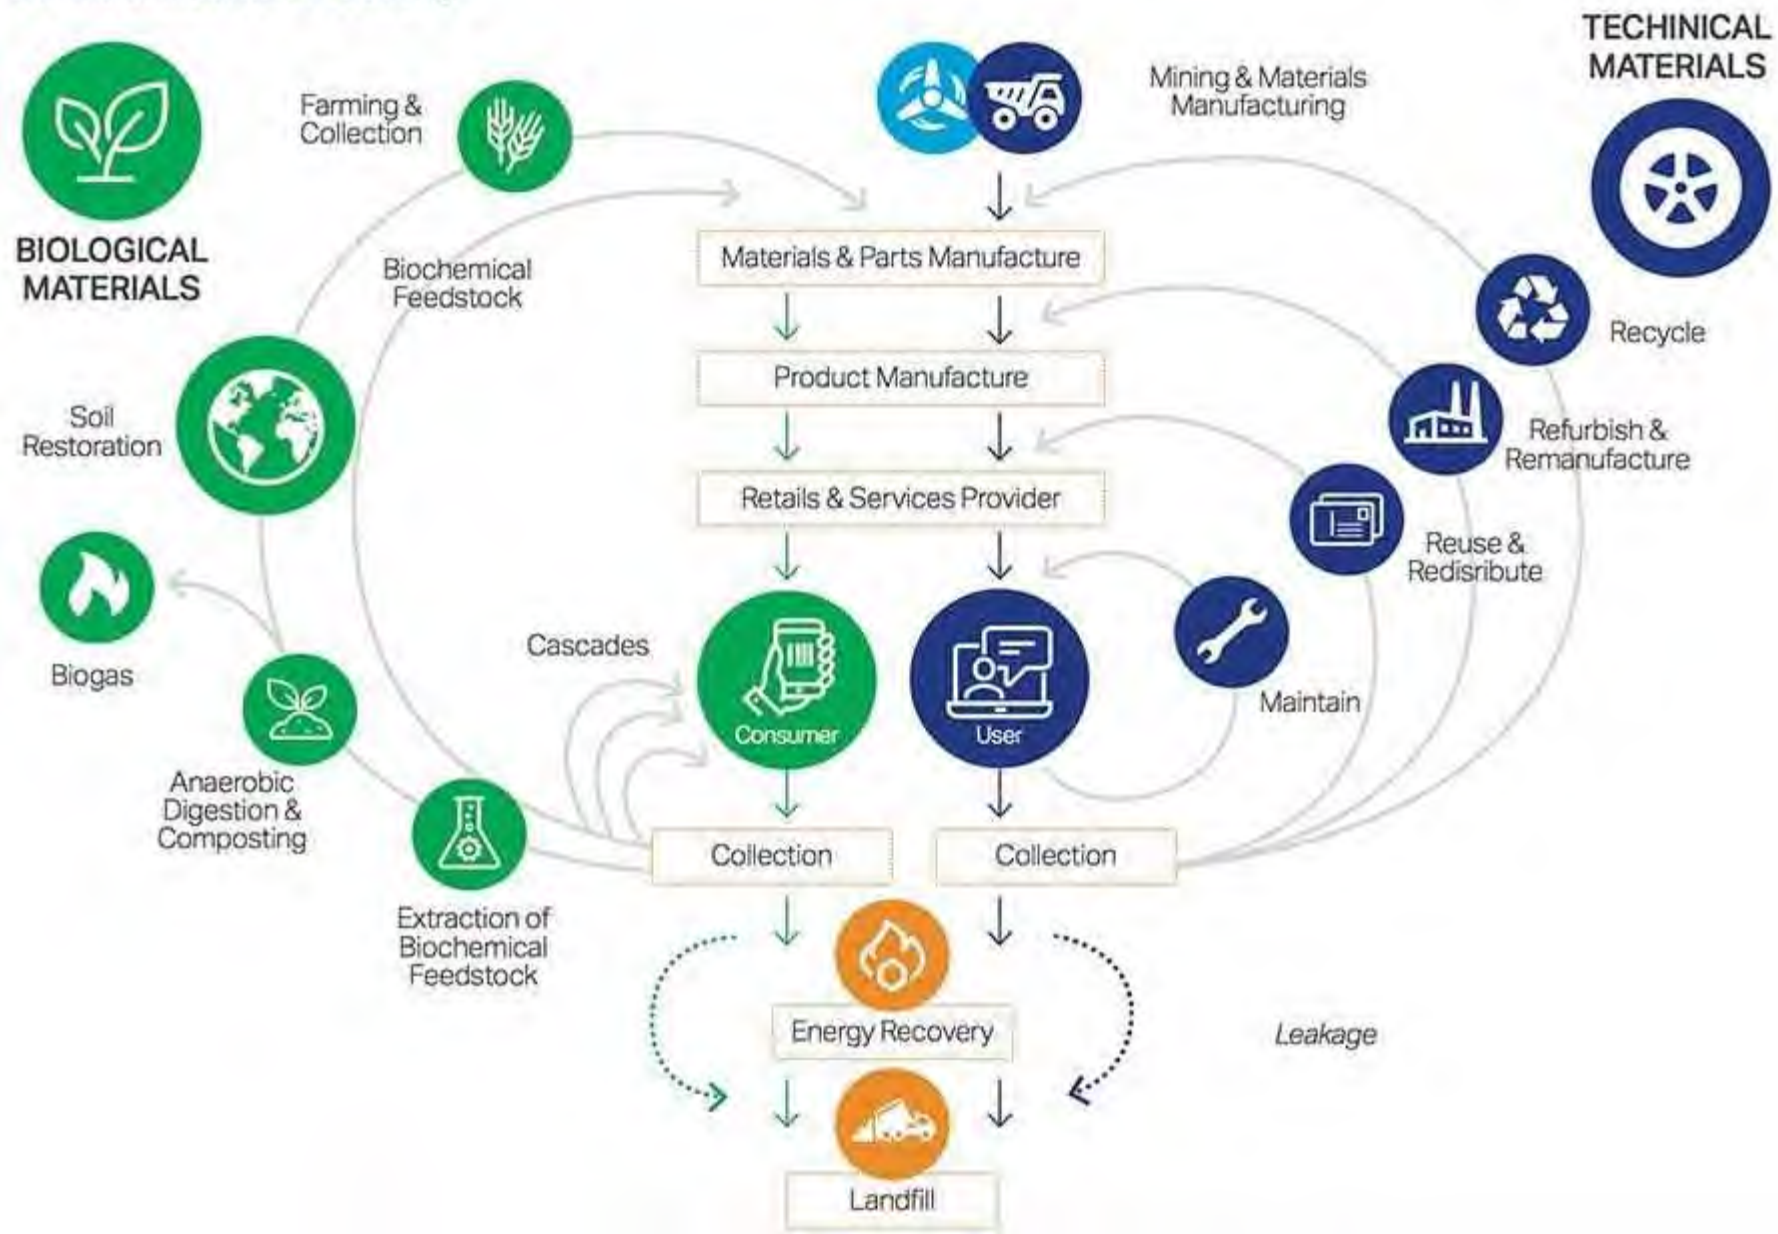 TECHINICAL
MATERIALS
Farming &
Collection
Mining & Materials
Manufacturing
BIOLOGICAL
MATERIALS
Biochemical
Feedstock
Materials & Parts Manufacture
Recycle
Product Manufacture
Soil
Restoration
Refurbish &
Remanufacture
Retails & Services Provider
Reuse &
Redisribute
Biogas
Cascades
Consumer
User
Maintain
Anaerobic
Digestion &
Composting
Collection
Collection
Extraction of
Biochemical
Feedstock
Energy Recovery
Leakage
Landfill